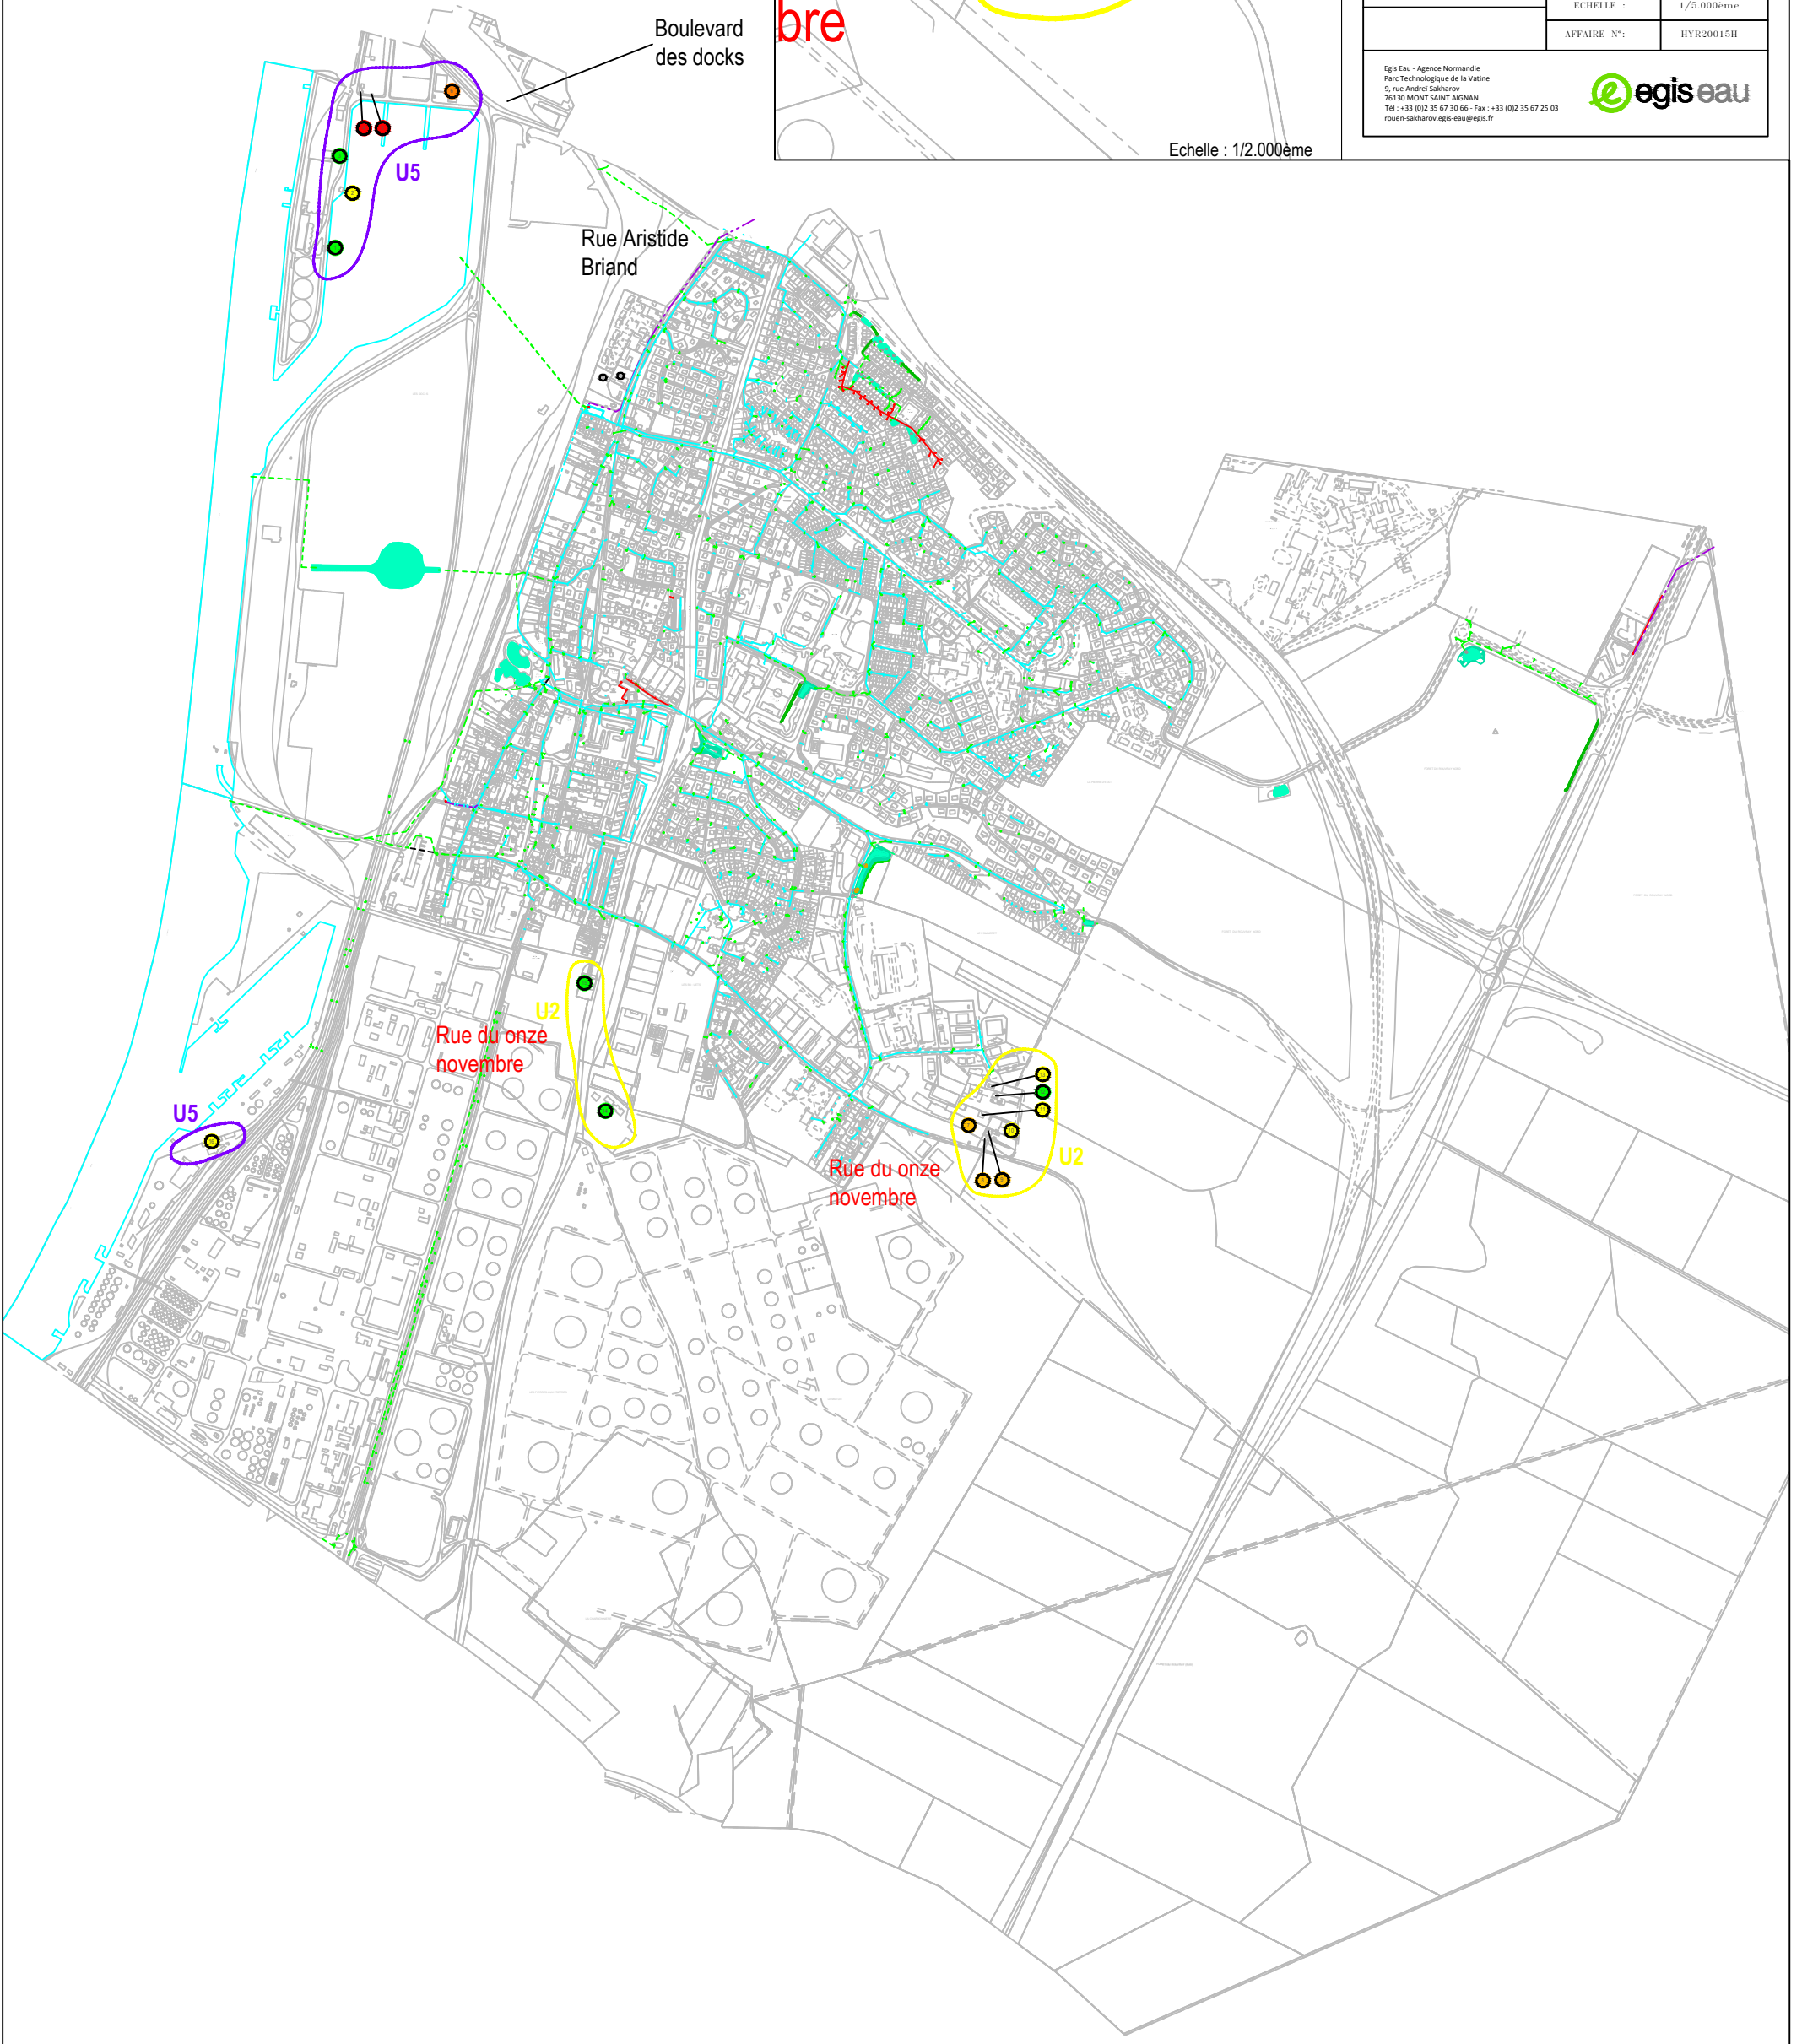 Boulevard
des docks
bre
Echelle : 1/2.000ème
ECHELLE : 1/5.000ème
AFFAIRE N°: HYR20015H
Egis Eau - Agence Normandie
Parc Technologique de la Vatine
9, rue Andreï Sakharov
76130 MONT SAINT AIGNAN
Tél : +33 (0)2 35 67 30 66 - Fax : +33 (0)2 35 67 25 03
rouen-sakharov.egis-eau@egis.fr
egis eau
U5
Rue Aristide
Briand
U2
Rue du onze
novembre
U5
U2
Rue du onze
novembre